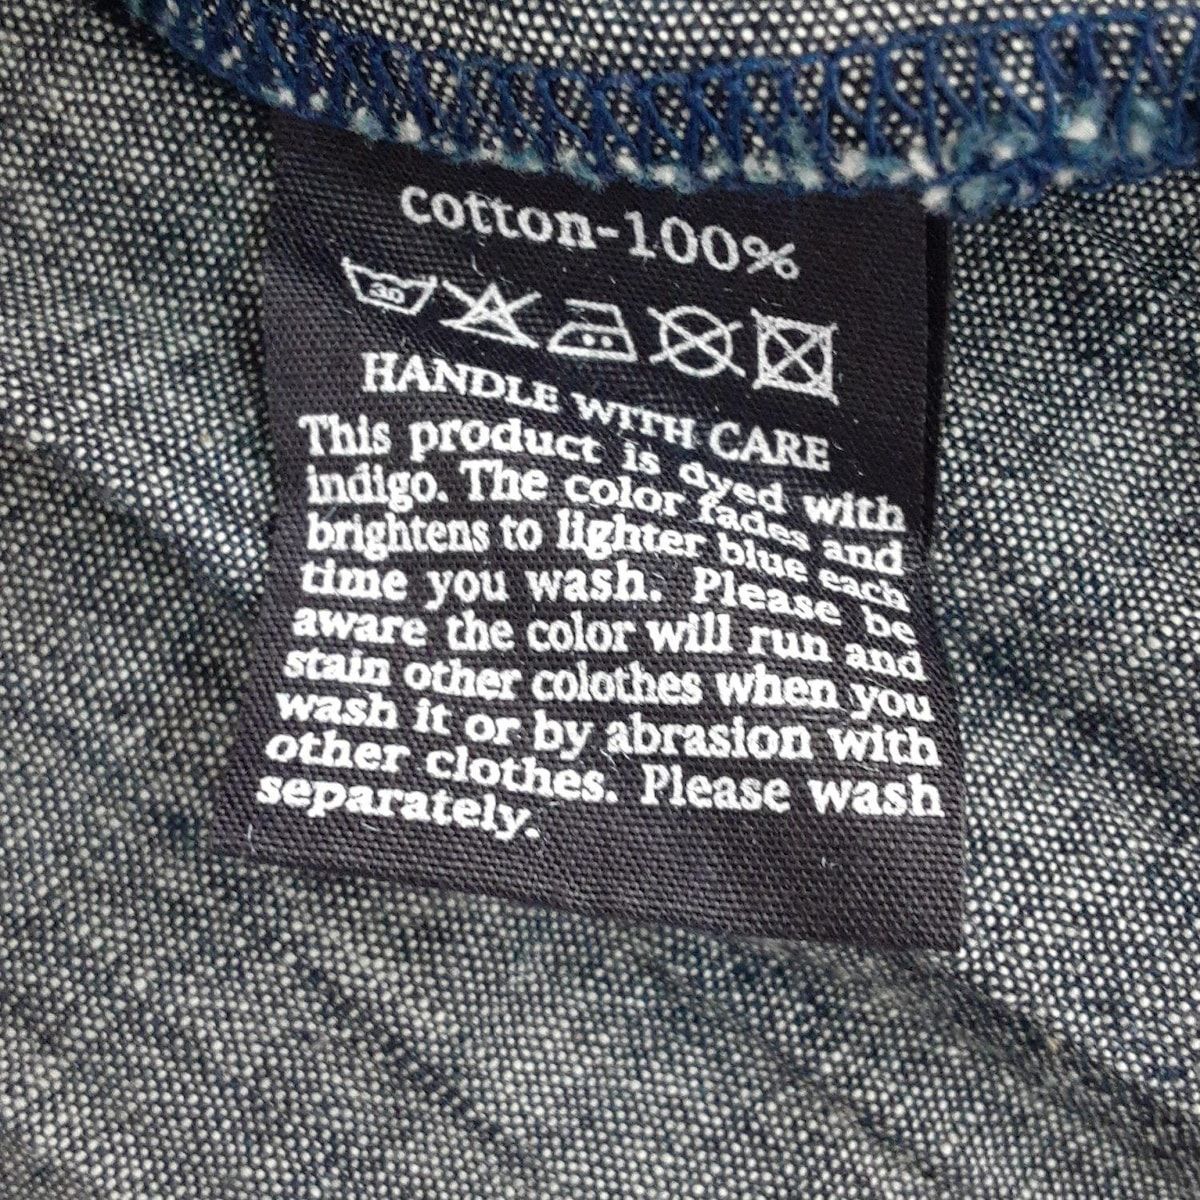 cotton-100%
30
HANDLE WITH CARE
This product is dyed with
indigo. The color fades and
brightens to lighter blue each
time you wash. Please be
aware the color will run and
stain other colothes when you
wash it or by abrasion with
other clothes. Please wash
separately.